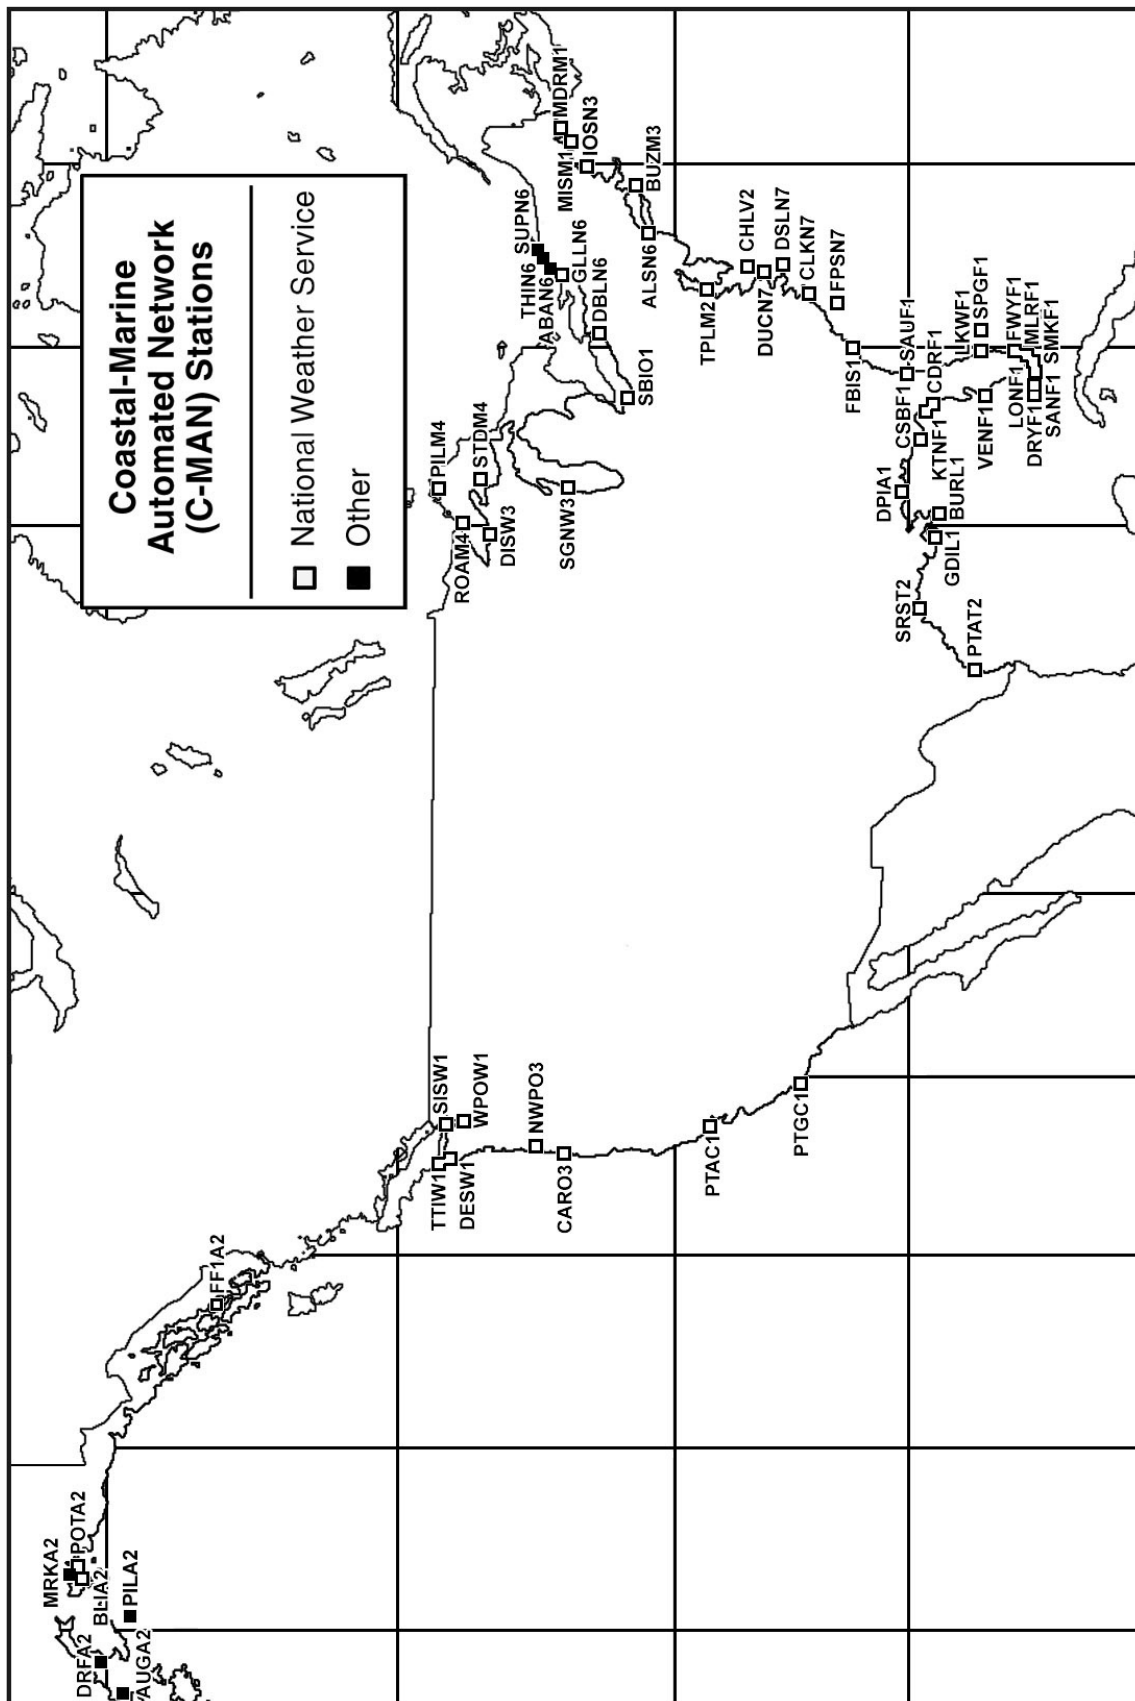 Coastal-Marine
Automated Network
(C-MAN) Stations
National Weather Service
Other
MRKA2
POTA2
BLIA2
PILA2
DRFA2
AUGA2
FF1A2
TTIW1
DESW1
SISW1
WPOW1
NWPO3
CARO3
PTAC1
PTGC1
ROAM4
PILM4
STDM4
DISW3
SGNW3
SBIO1
DBLN6
GLLN6
ABAN6
THIN6
SUPN6
MDRM1
MISM1
IOSN3
BUZM3
ALSN6
TPLM2
CHLV2
DUCN7
DSLN7
CLKN7
FPSN7
FBIS1
SAUF1
CDRF1
CSBF1
KTNF1
DPIA1
BURL1
GDIL1
SRST2
PTAT2
LKWF1
SPGF1
VENF1
FWYF1
MLRF1
SMKF1
LONF1
DRYF1
SANF1